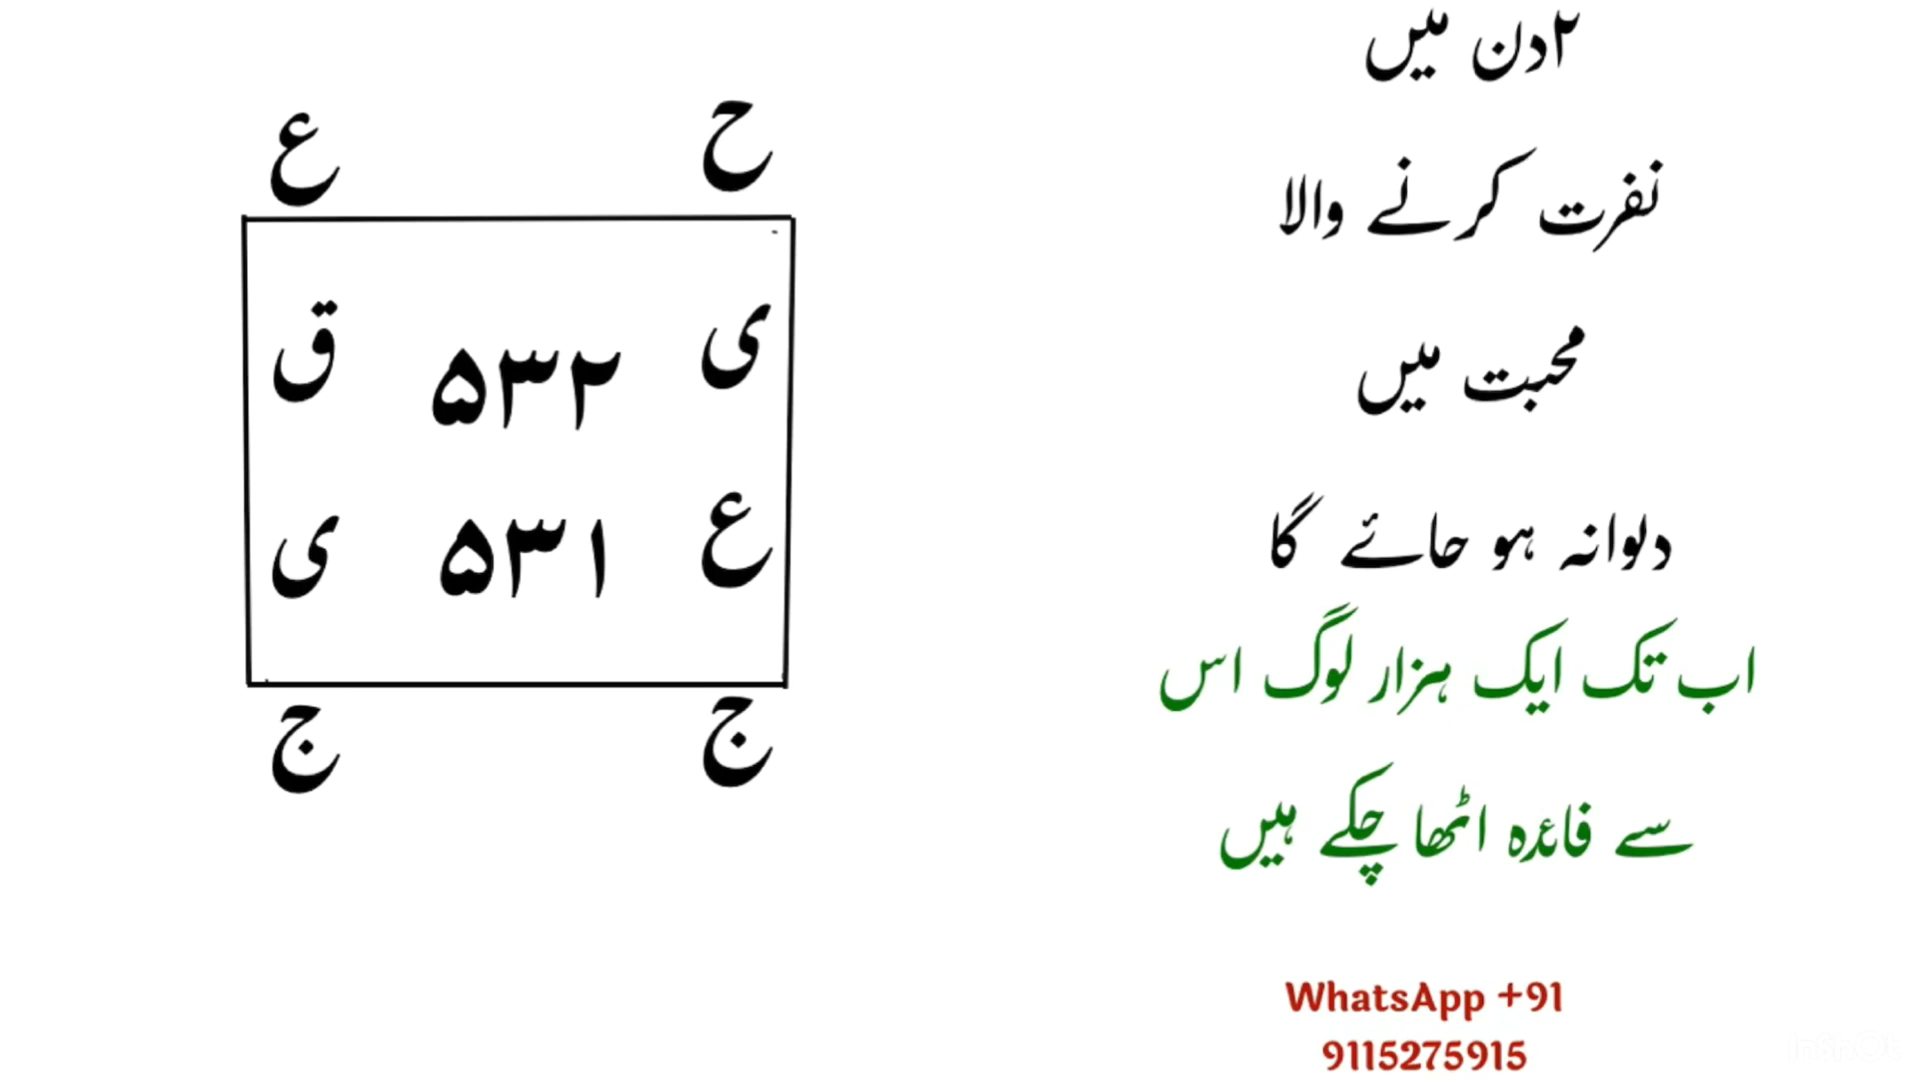 ع ح
ق ۵۳۲ ی
ی ۵۳۱ ع
ج ج
۲دن میں
نفرت کرنے والا
محبت میں
دیوانہ ہو جائے گا
اب تک ایک ہزار لوگ اس
سے فائدہ اٹھا چکے ہیں
WhatsApp +91
9115275915